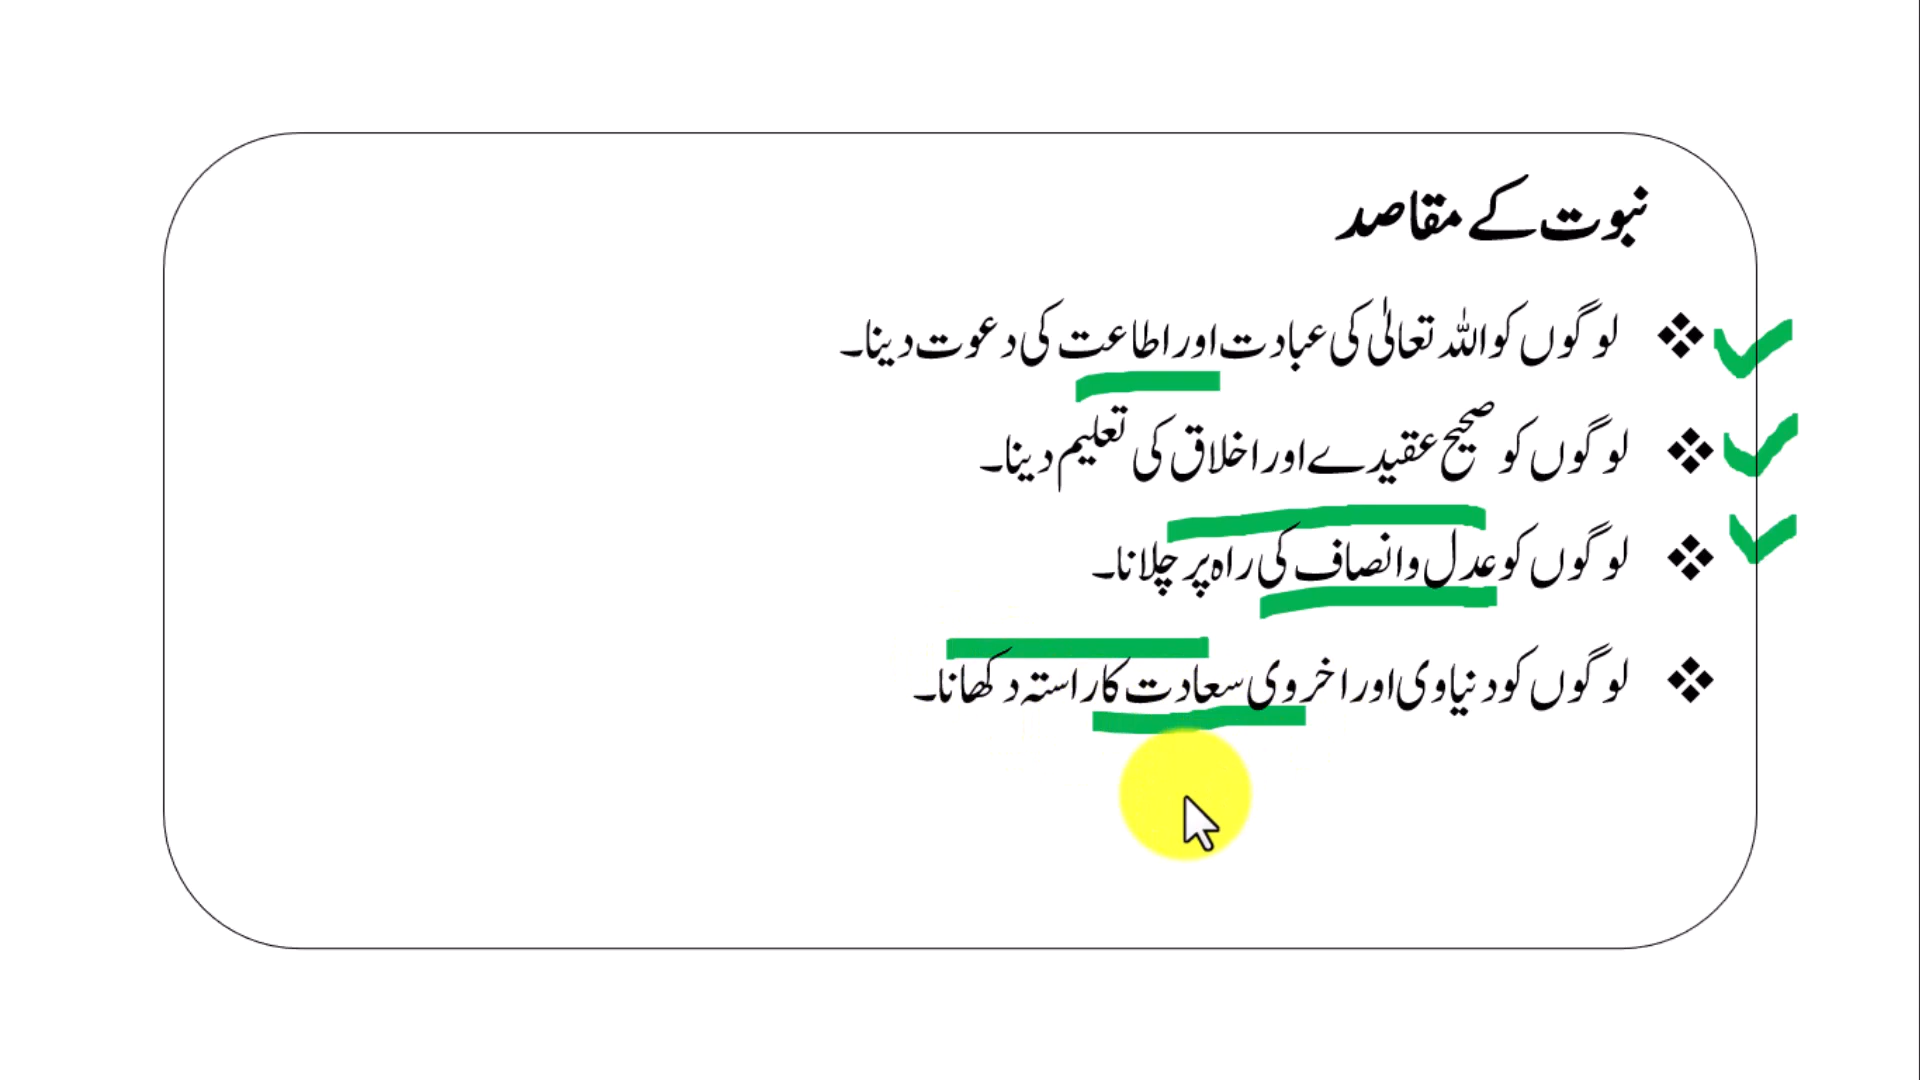 نبوت کے مقاصد
❖ لوگوں کو اللہ تعالیٰ کی عبادت اور اطاعت کی دعوت دینا۔
❖ لوگوں کو صحیح عقیدے اور اخلاق کی تعلیم دینا۔
❖ لوگوں کو عدل و انصاف کی راہ پر چلانا۔
❖ لوگوں کو دنیاوی اور اخروی سعادت کا راستہ دکھانا۔